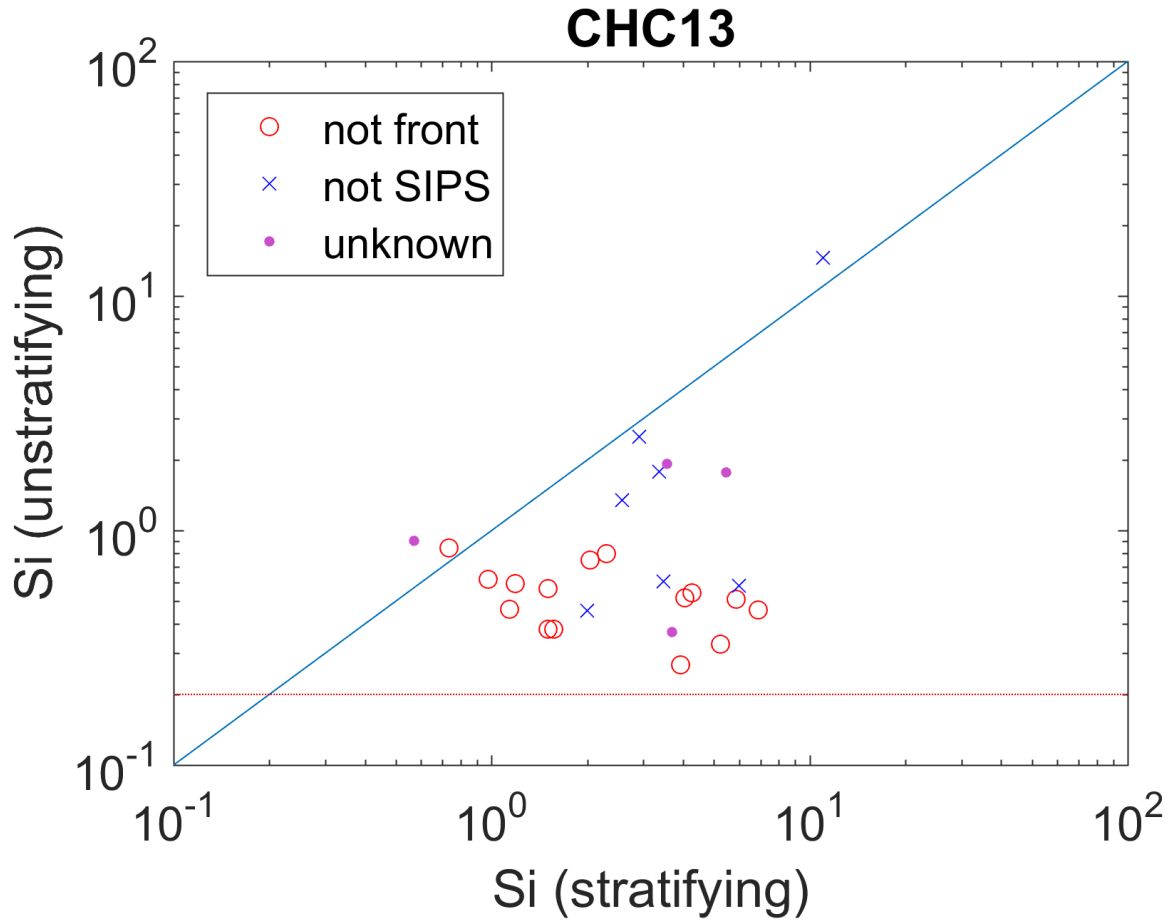 CHC13
10^2
10^1
10^0
10^-1
Si (unstratifying)
not front
not SIPS
unknown
10^-1
10^0
10^1
10^2
Si (stratifying)